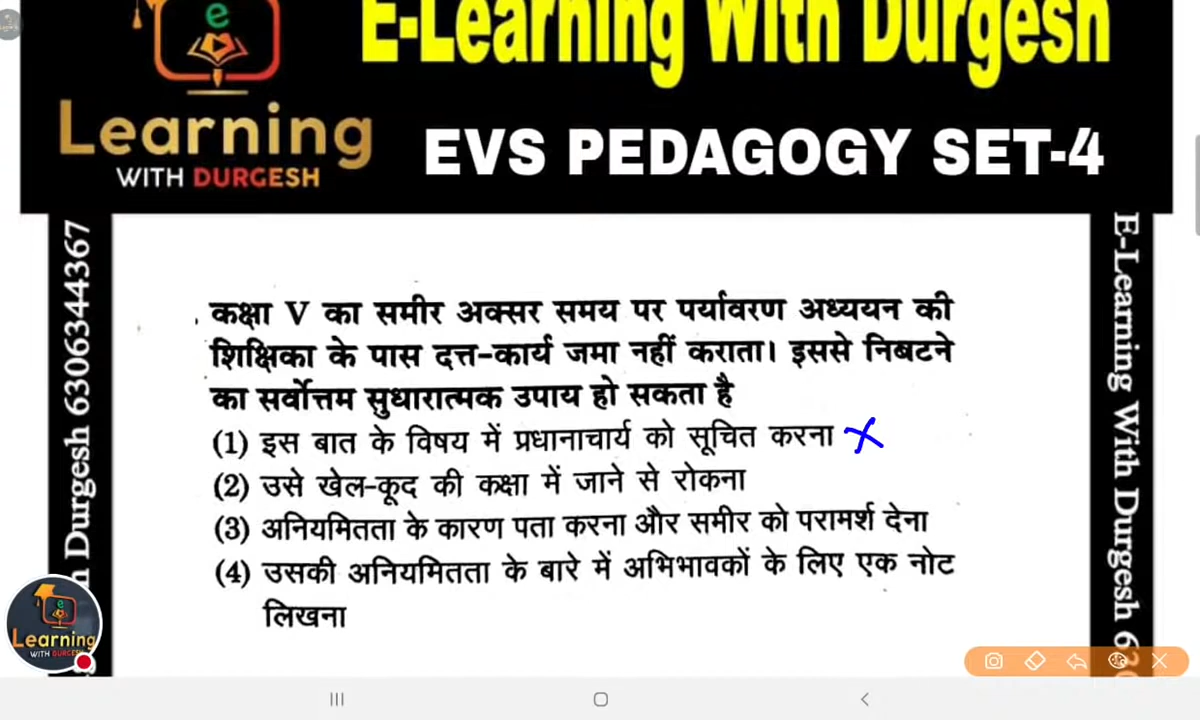 E-Learning With Durgesh
e
Learning
WITH DURGESH
EVS PEDAGOGY SET-4
Durgesh 6306344367
E-Learning With Durgesh
कक्षा V का समीर अक्सर समय पर पर्यावरण अध्ययन की
शिक्षिका के पास दत्त-कार्य जमा नहीं कराता। इससे निबटने
का सर्वोत्तम सुधारात्मक उपाय हो सकता है
(1) इस बात के विषय में प्रधानाचार्य को सूचित करना
(2) उसे खेल-कूद की कक्षा में जाने से रोकना
(3) अनियमितता के कारण पता करना और समीर को परामर्श देना
(4) उसकी अनियमितता के बारे में अभिभावकों के लिए एक नोट
लिखना
e
Learning
WITH DURGESH